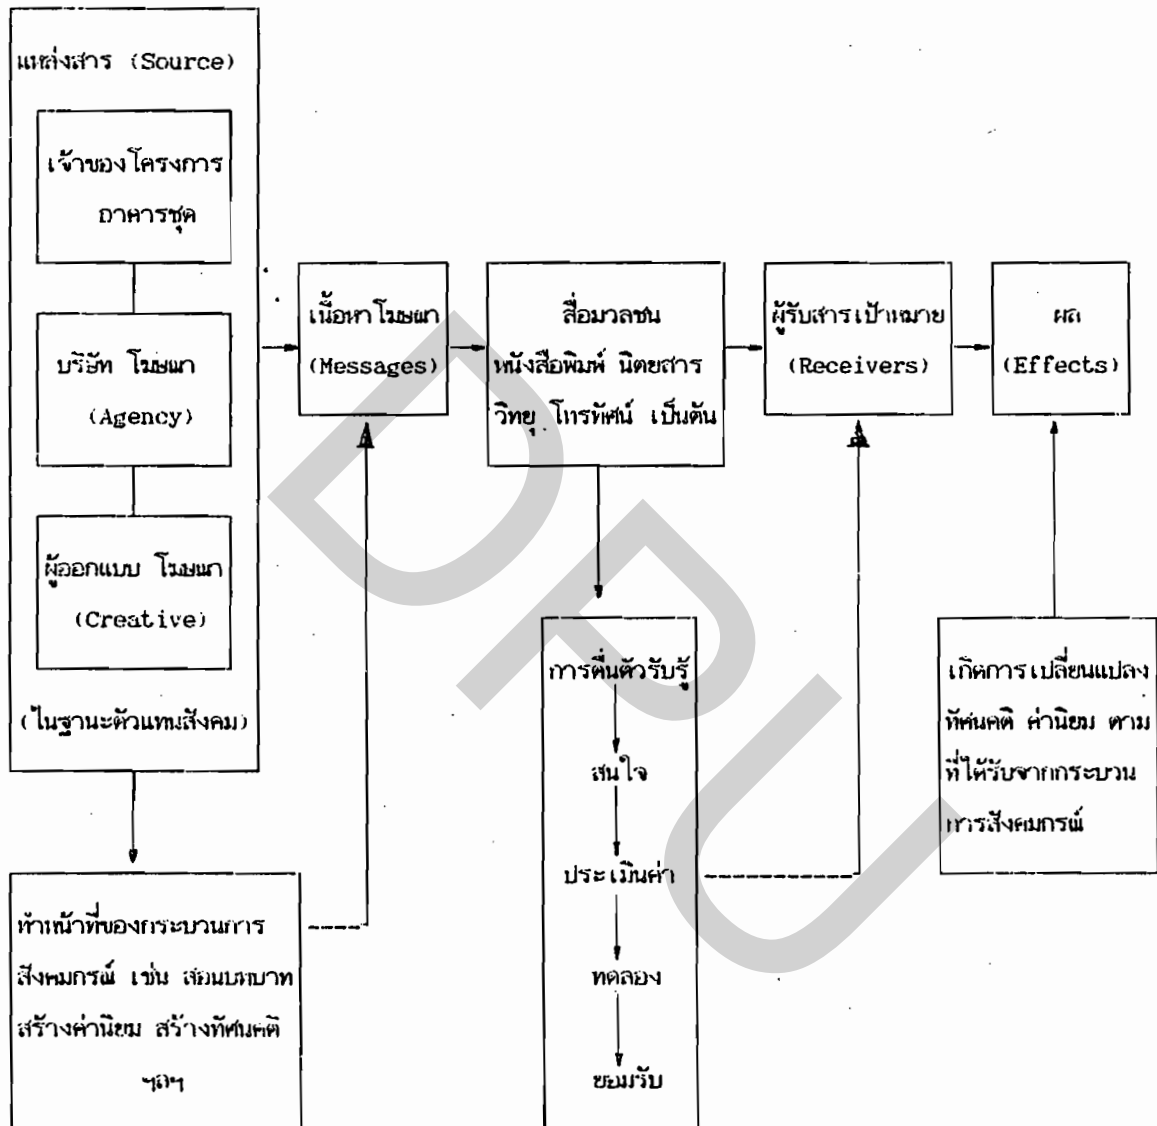 แหล่งสาร (Source)
เจ้าของโครงการ
อาคารชุด
บริษัท โฆษณา
(Agency)
ผู้ออกแบบ โฆษณา
(Creative)
(ในฐานะตัวแทนสังคม)
ทำหน้าที่ของกระบวนการ
สังคมกรณ์ เช่น สอนบทบาท
สร้างค่านิยม สร้างทัศนคติ
ฯลฯ
เนื้อหาโฆษณา
(Messages)
สื่อมวลชน
หนังสือพิมพ์ นิตยสาร
วิทยุ โทรทัศน์ เป็นต้น
การตื่นตัวรับรู้
สนใจ
ประเมินค่า
ทดลอง
ยอมรับ
ผู้รับสารเป้าหมาย
(Receivers)
ผล
(Effects)
เกิดการเปลี่ยนแปลง
ทัศนคติ ค่านิยม ตาม
ที่ได้รับจากกระบวน
การสังคมกรณ์
DPU